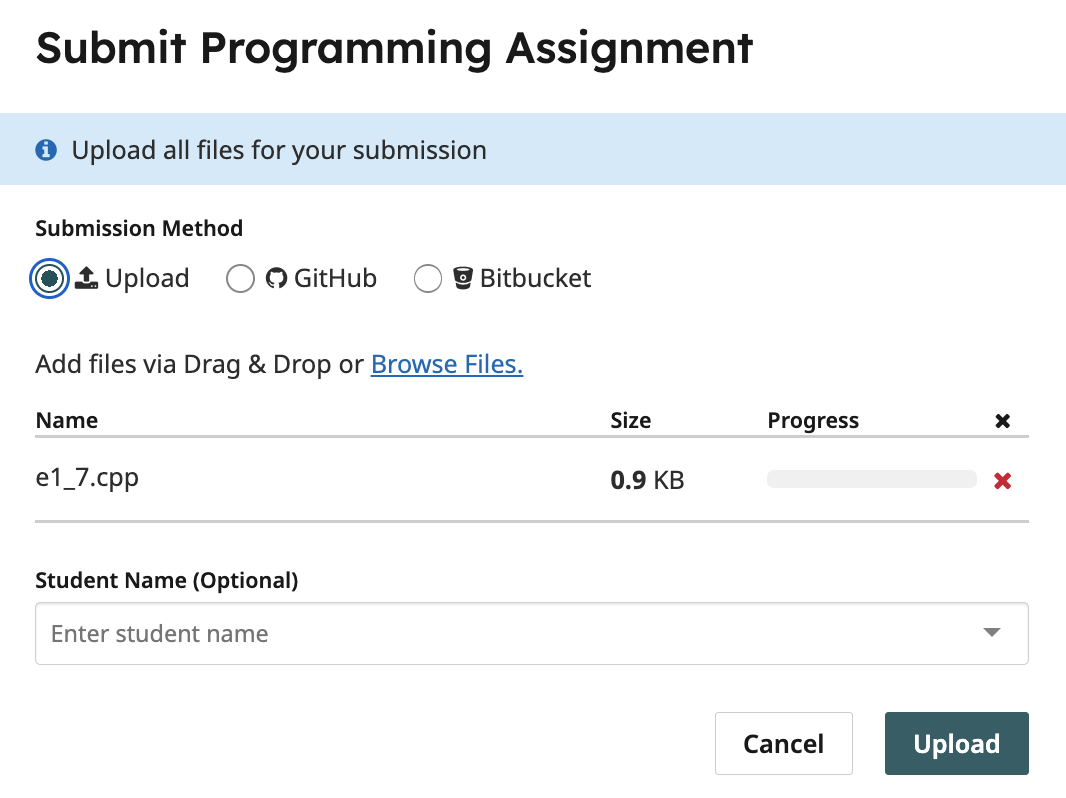 Submit Programming Assignment
Upload all files for your submission
Submission Method
Upload GitHub Bitbucket
Add files via Drag & Drop or Browse Files.
Name Size Progress
e1_7.cpp 0.9 KB
Student Name (Optional)
Enter student name
Cancel Upload